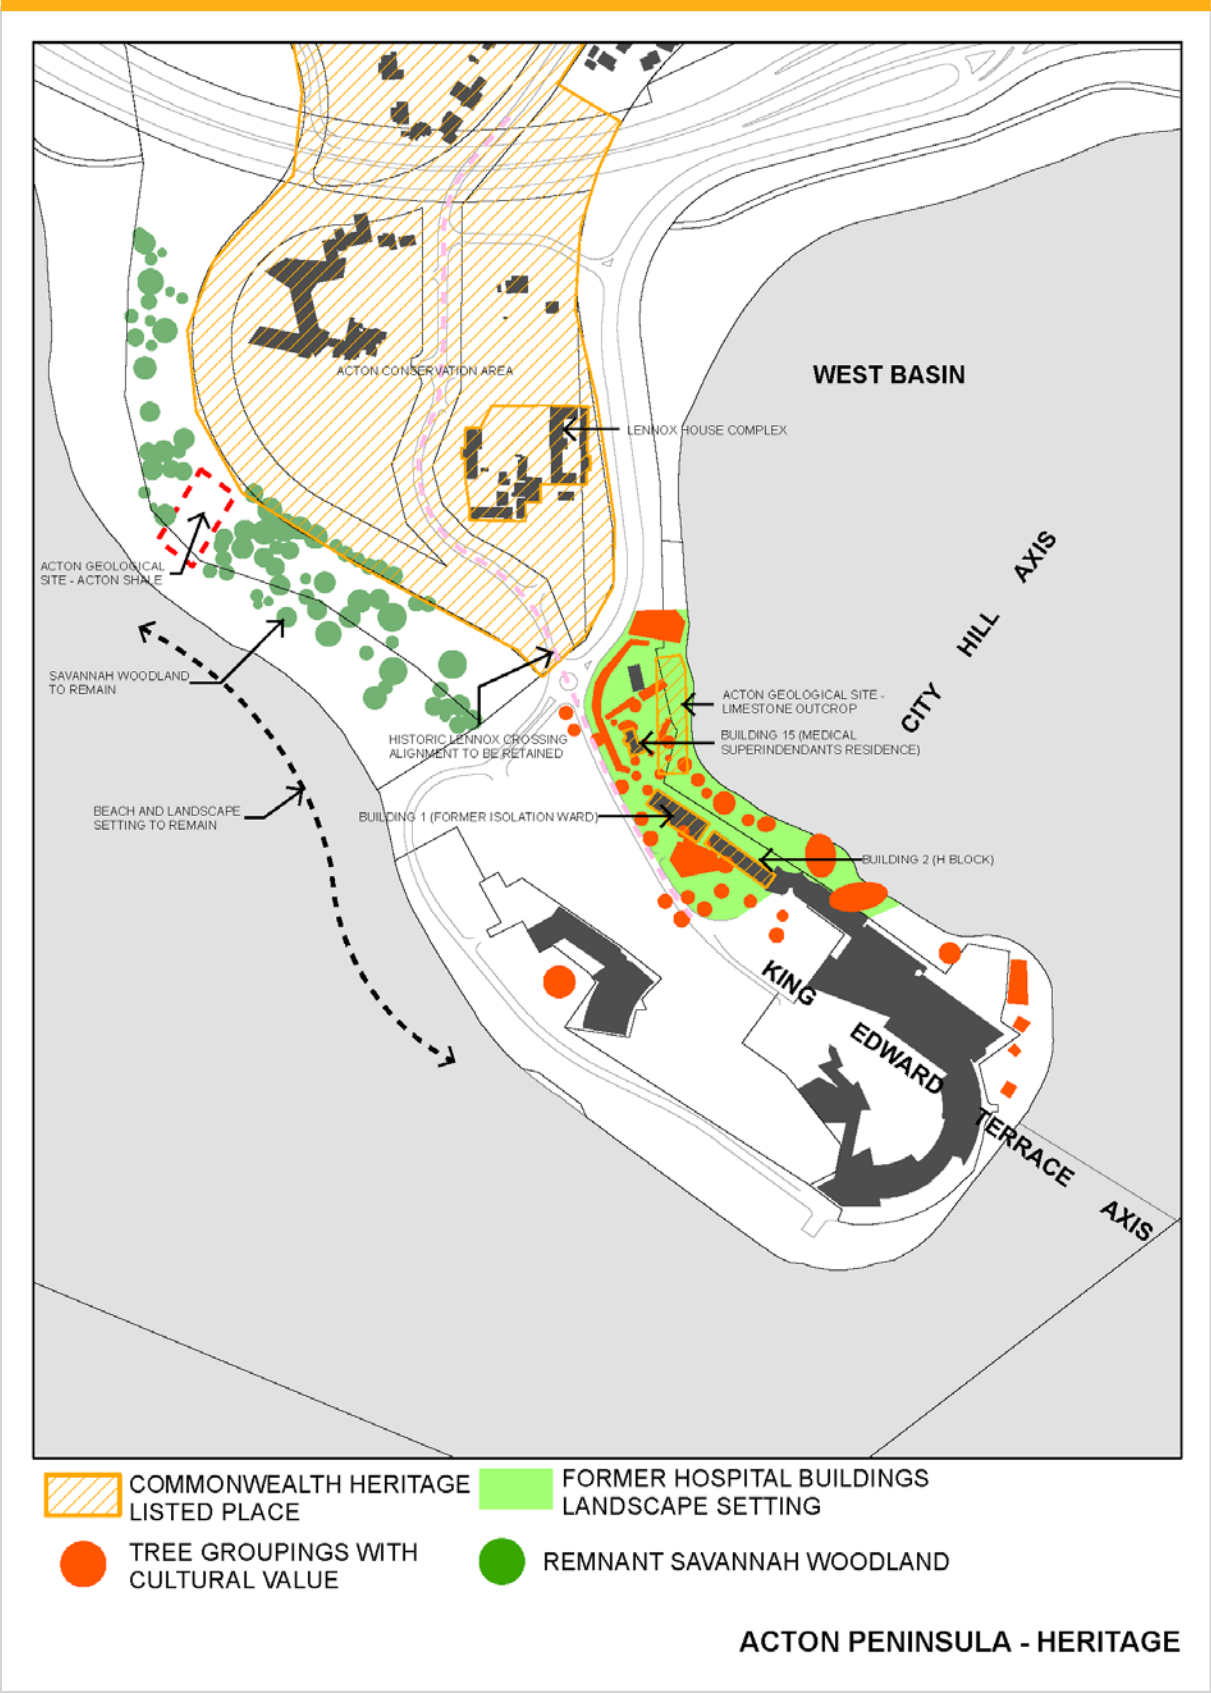 ACTON CONSERVATION AREA
WEST BASIN
LENNOX HOUSE COMPLEX
CITY HILL AXIS
ACTON GEOLOGICAL
SITE - ACTON SHALE
SAVANNAH WOODLAND
TO REMAIN
ACTON GEOLOGICAL SITE -
LIMESTONE OUTCROP
HISTORIC LENNOX CROSSING
ALIGNMENT TO BE RETAINED
BUILDING 15 (MEDICAL
SUPERINDENDANTS RESIDENCE)
BEACH AND LANDSCAPE
SETTING TO REMAIN
BUILDING 1 (FORMER ISOLATION WARD)
BUILDING 2 (H BLOCK)
KING EDWARD TERRACE AXIS
COMMONWEALTH HERITAGE
LISTED PLACE
FORMER HOSPITAL BUILDINGS
LANDSCAPE SETTING
TREE GROUPINGS WITH
CULTURAL VALUE
REMNANT SAVANNAH WOODLAND
ACTON PENINSULA - HERITAGE